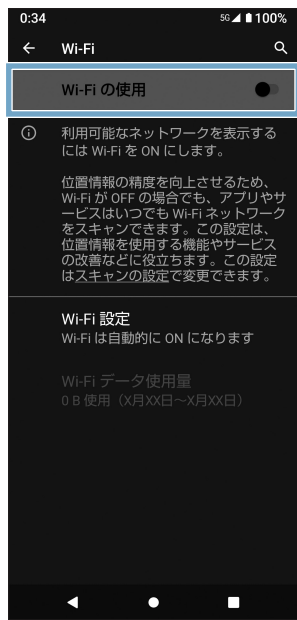 0:34
5G 100%
Wi-Fi
Wi-Fi の使用
利用可能なネットワークを表示する
には Wi-Fi を ON にします。
位置情報の精度を向上させるため、
Wi-Fi が OFF の場合でも、アプリやサ
ービスはいつでも Wi-Fi ネットワーク
をスキャンできます。この設定は、
位置情報を使用する機能やサービス
の改善などに役立ちます。この設定
はスキャンの設定で変更できます。
Wi-Fi 設定
Wi-Fi は自動的に ON になります
Wi-Fi データ使用量
0 B 使用（X月XX日～X月XX日）